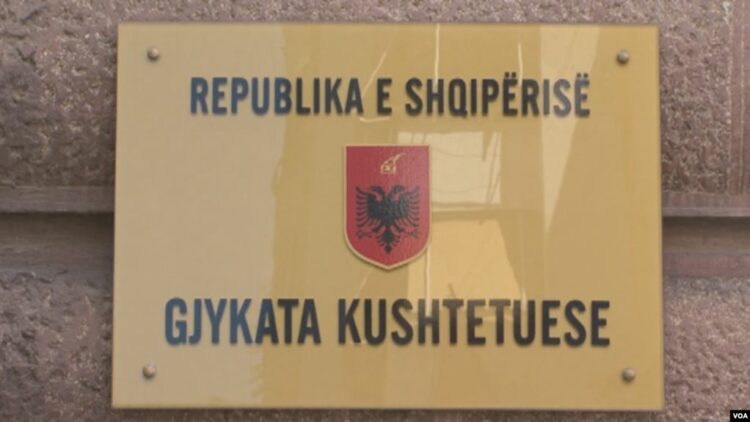 REPUBLIKA E SHQIPËRISË
GJYKATA KUSHTETUESE
VOA